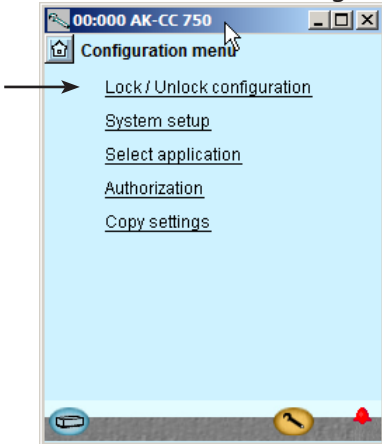 00:000 AK-CC 750
Configuration menu
Lock / Unlock configuration
System setup
Select application
Authorization
Copy settings